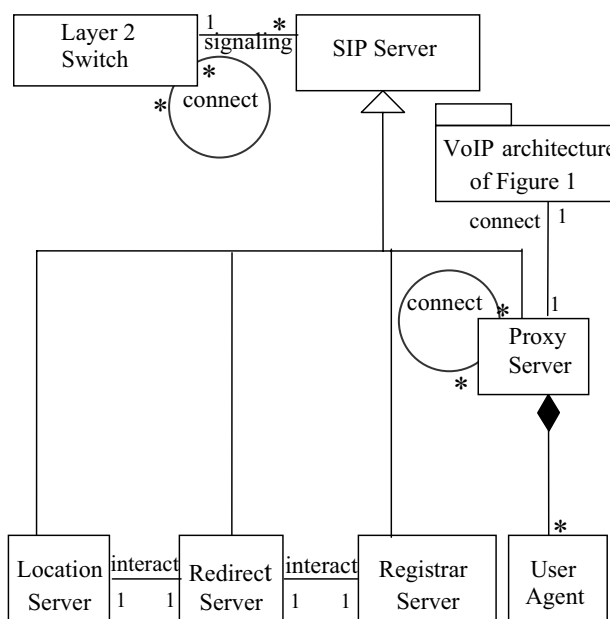 Layer 2
Switch
1
signaling
*
SIP Server
*
*
connect
VoIP architecture
of Figure 1
connect
1
connect
*
*
1
Proxy
Server
*
Location
Server
interact
1
1
Redirect
Server
interact
1
1
Registrar
Server
User
Agent